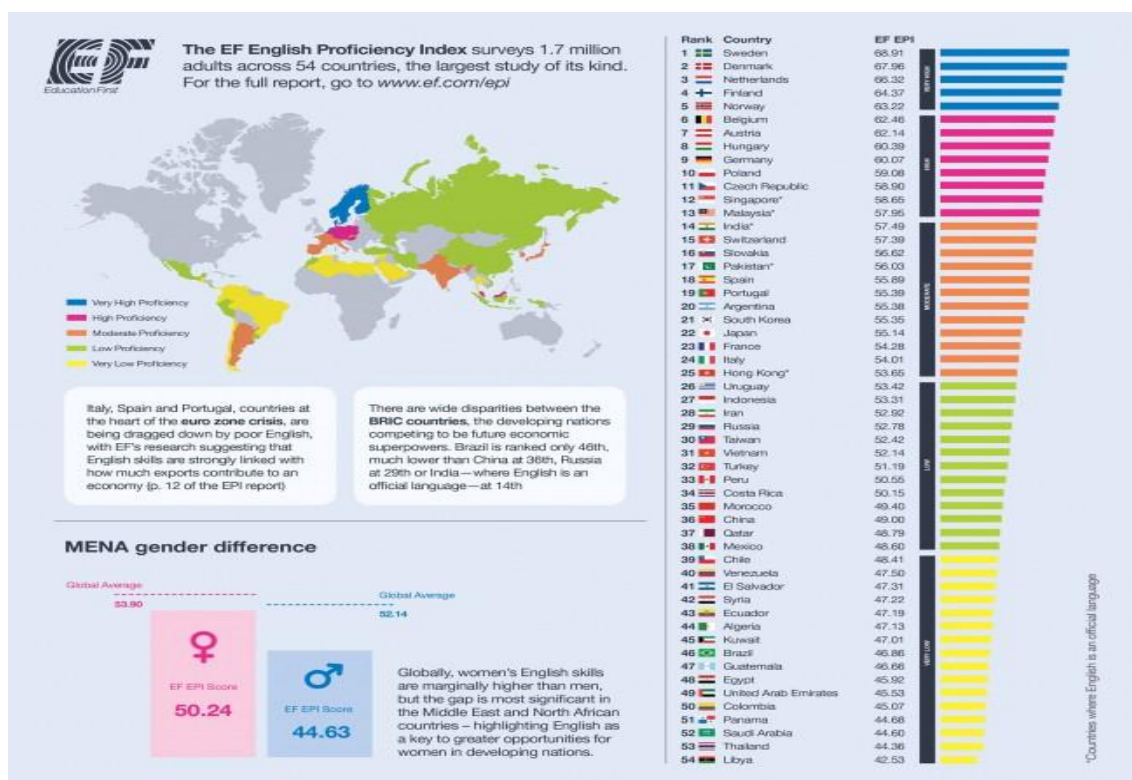 EF
Education First
The EF English Proficiency Index surveys 1.7 million
adults across 54 countries, the largest study of its kind.
For the full report, go to www.ef.com/epi
Very High Proficiency
High Proficiency
Moderate Proficiency
Low Proficiency
Very Low Proficiency
Italy, Spain and Portugal, countries at
the heart of the euro zone crisis, are
being dragged down by poor English,
with EF's research suggesting that
English skills are strongly linked with
how much exports contribute to an
economy (p. 12 of the EPI report)
There are wide disparities between the
BRIC countries, the developing nations
competing to be future economic
superpowers. Brazil is ranked only 46th,
much lower than China at 36th, Russia
at 29th or India—where English is an
official language—at 14th
MENA gender difference
Global Average
53.90
EF EPI Score
50.24
Global Average
52.14
EF EPI Score
44.63
Globally, women's English skills
are marginally higher than men,
but the gap is most significant in
the Middle East and North African
countries – highlighting English as
a key to greater opportunities for
women in developing nations.
Rank Country EF EPI
1 Sweden 68.91
2 Denmark 67.96
3 Netherlands 66.32
4 Finland 64.37
5 Norway 63.22
6 Belgium 62.46
7 Austria 62.14
8 Hungary 60.39
9 Germany 60.07
10 Poland 59.08
11 Czech Republic 58.90
12 Singapore* 58.65
13 Malaysia* 57.95
14 India* 57.49
15 Switzerland 57.39
16 Slovakia 56.62
17 Pakistan* 56.03
18 Spain 55.89
19 Portugal 55.39
20 Argentina 55.38
21 South Korea 55.35
22 Japan 55.14
23 France 54.28
24 Italy 54.01
25 Hong Kong* 53.65
26 Uruguay 53.42
27 Indonesia 53.31
28 Iran 52.92
29 Russia 52.78
30 Taiwan 52.42
31 Vietnam 52.14
32 Turkey 51.19
33 Peru 50.55
34 Costa Rica 50.15
35 Morocco 49.40
36 China 49.00
37 Qatar 48.79
38 Mexico 48.60
39 Chile 48.41
40 Venezuela 47.50
41 El Salvador 47.31
42 Syria 47.22
43 Ecuador 47.19
44 Algeria 47.13
45 Kuwait 47.01
46 Brazil 46.86
47 Guatemala 46.66
48 Egypt 45.92
49 United Arab Emirates 45.53
50 Colombia 45.07
51 Panama 44.68
52 Saudi Arabia 44.60
53 Thailand 44.36
54 Libya 42.53
VERY HIGH
HIGH
MODERATE
LOW
VERY LOW
*Countries where English is an official language